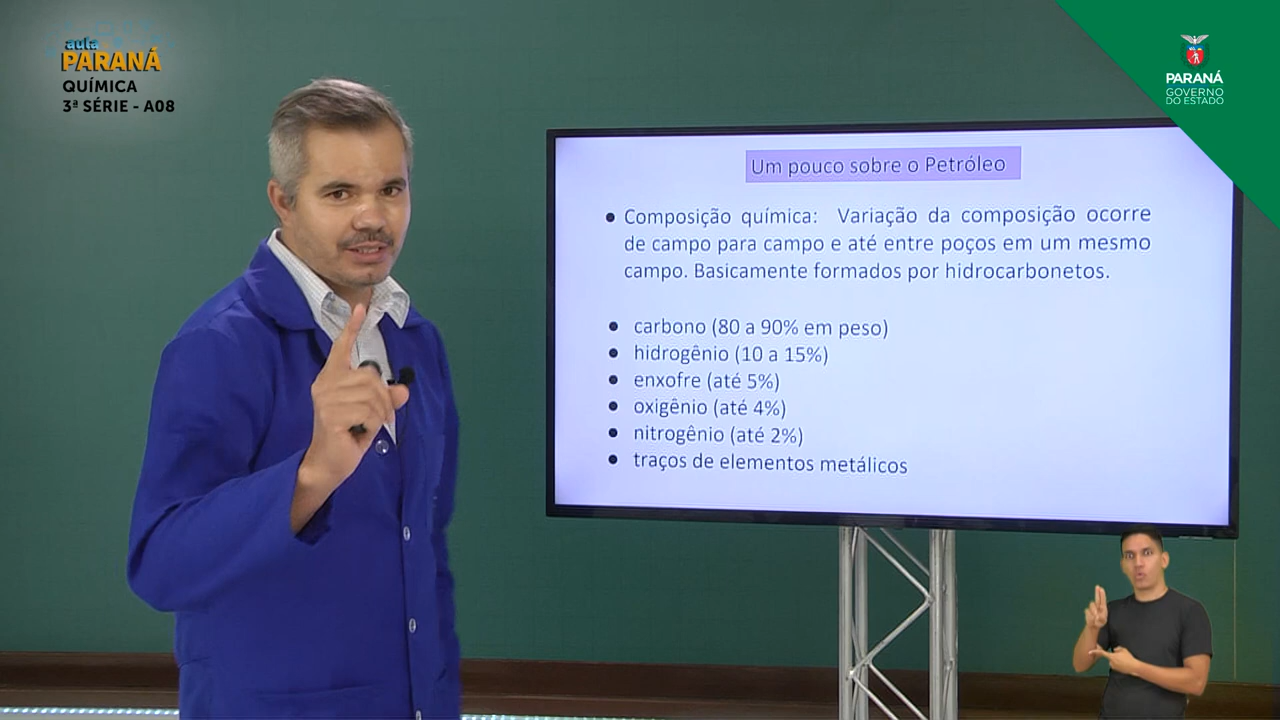 aula
PARANÁ
QUÍMICA
3ª SÉRIE - A08
PARANÁ
GOVERNO
DO ESTADO
Um pouco sobre o Petróleo
● Composição química: Variação da composição ocorre
de campo para campo e até entre poços em um mesmo
campo. Basicamente formados por hidrocarbonetos.
● carbono (80 a 90% em peso)
● hidrogênio (10 a 15%)
● enxofre (até 5%)
● oxigênio (até 4%)
● nitrogênio (até 2%)
● traços de elementos metálicos